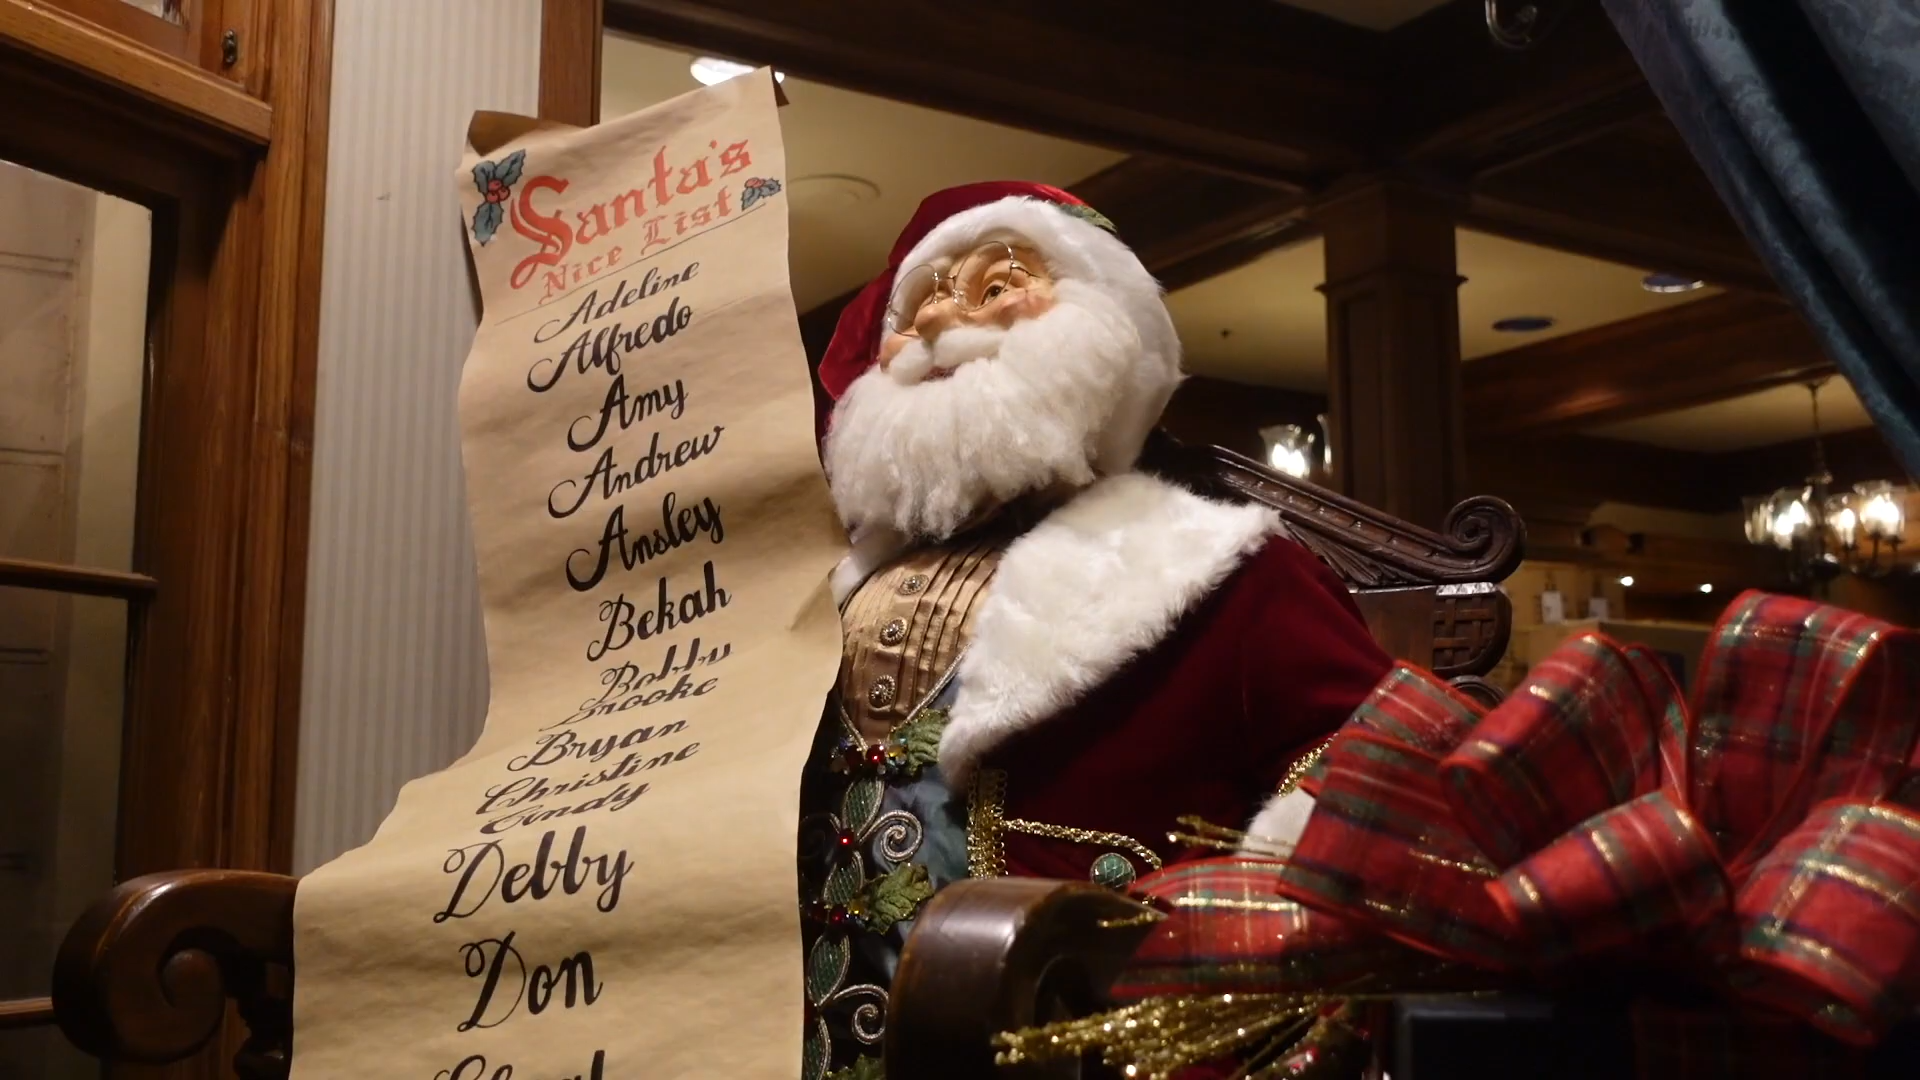 Santa's
Nice List
Adeline
Alfredo
Amy
Andrew
Ansley
Bekah
Bobby
Brooke
Bryan
Christine
Cindy
Debby
Don